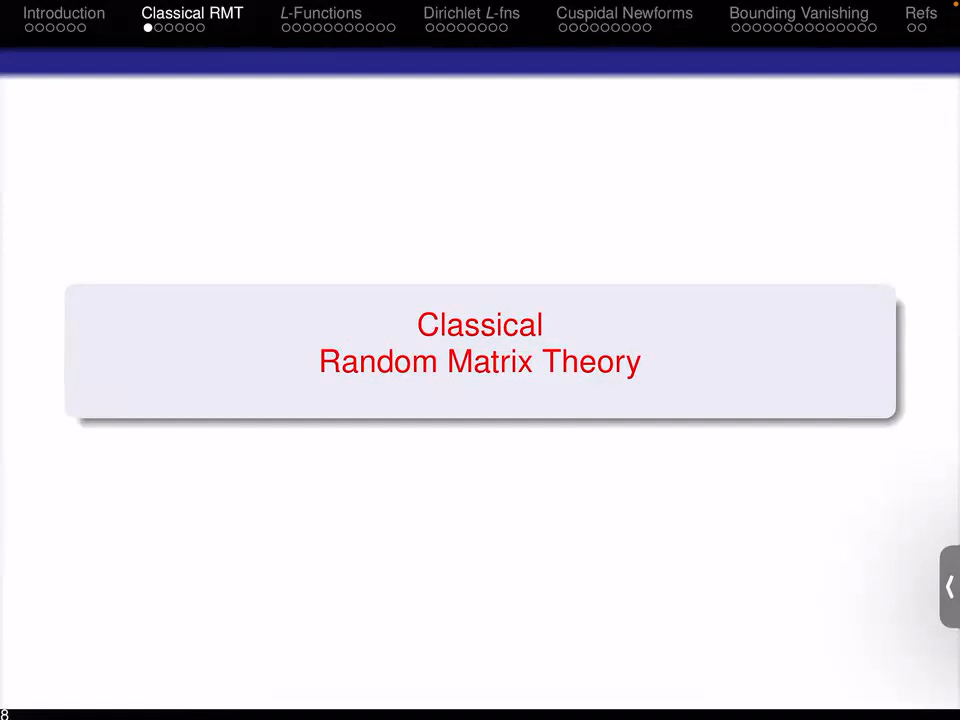 Introduction Classical RMT L-Functions Dirichlet L-fns Cuspidal Newforms Bounding Vanishing Refs
Classical
Random Matrix Theory
8